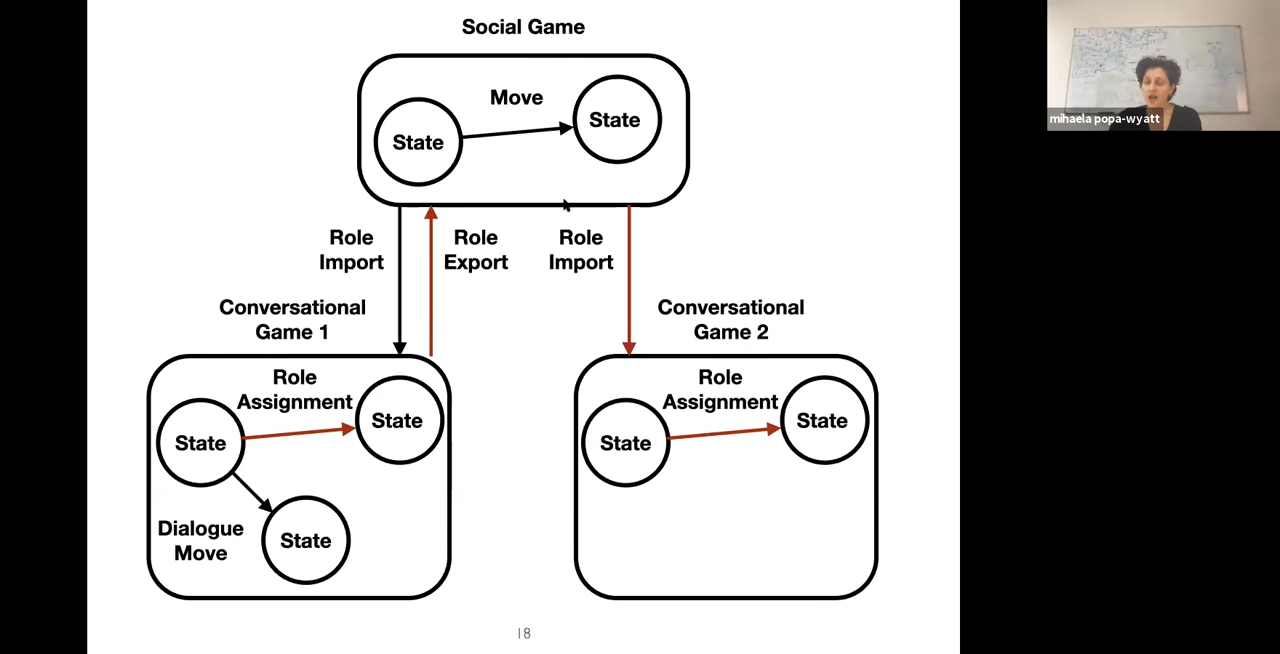 Social Game
Move
State
State
Role
Import
Role
Export
Role
Import
Conversational
Game 1
Conversational
Game 2
Role
Assignment
State
State
Dialogue
Move
State
Role
Assignment
State
State
18
mihaela popa-wyatt